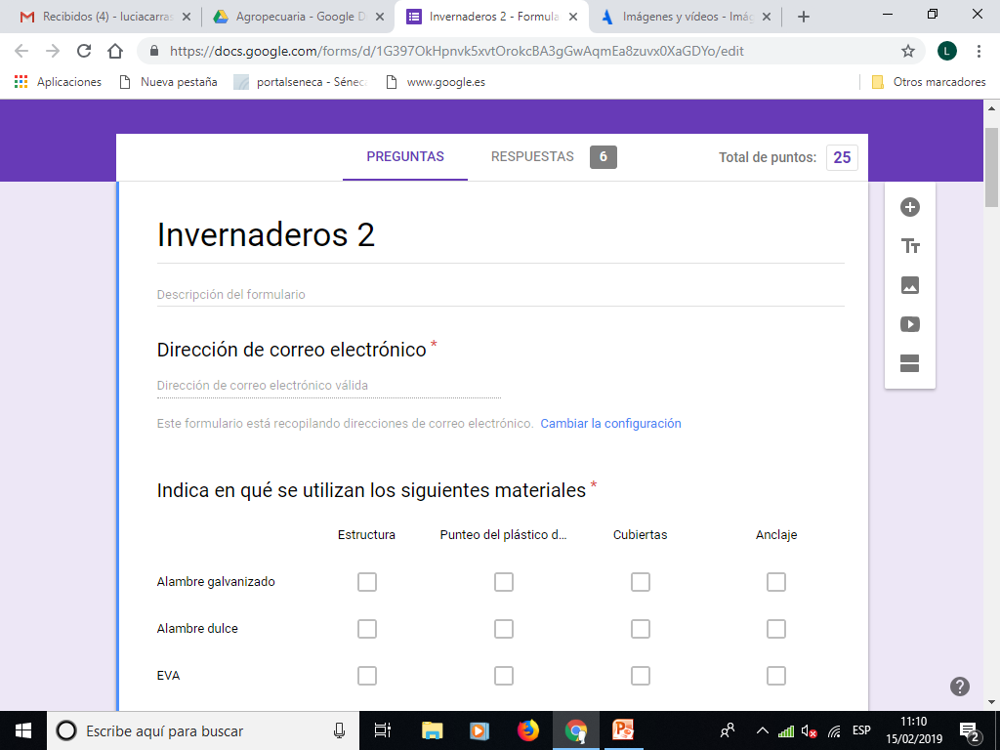 Recibidos (4) - luciacarras
Agropecuaria - Google D
Invernaderos 2 - Formula
Imágenes y vídeos - Imág
https://docs.google.com/forms/d/1G397OkHpnvk5xvtOrokcBA3gGwAqmEa8zuvx0XaGDYo/edit
L
Aplicaciones
Nueva pestaña
portalseneca - Sénec
www.google.es
Otros marcadores
PREGUNTAS
RESPUESTAS
6
Total de puntos:
25
Invernaderos 2
Descripción del formulario
Dirección de correo electrónico *
Dirección de correo electrónico válida
Este formulario está recopilando direcciones de correo electrónico. Cambiar la configuración
Indica en qué se utilizan los siguientes materiales *
Estructura
Punteo del plástico d...
Cubiertas
Anclaje
Alambre galvanizado
Alambre dulce
EVA
Escribe aquí para buscar
ESP
11:10
15/02/2019
2